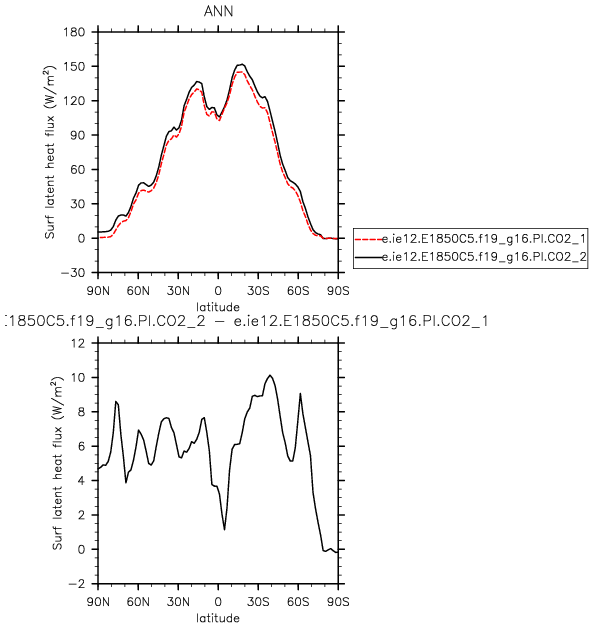 ANN
Surf latent heat flux (W/m²)
180
150
120
90
60
30
0
−30
90N 60N 30N 0 30S 60S 90S
latitude
e.ie12.E1850C5.f19_g16.PI.CO2_1
e.ie12.E1850C5.f19_g16.PI.CO2_2
:1850C5.f19_g16.PI.CO2_2 − e.ie12.E1850C5.f19_g16.PI.CO2_1
Surf latent heat flux (W/m²)
12
10
8
6
4
2
0
−2
90N 60N 30N 0 30S 60S 90S
latitude